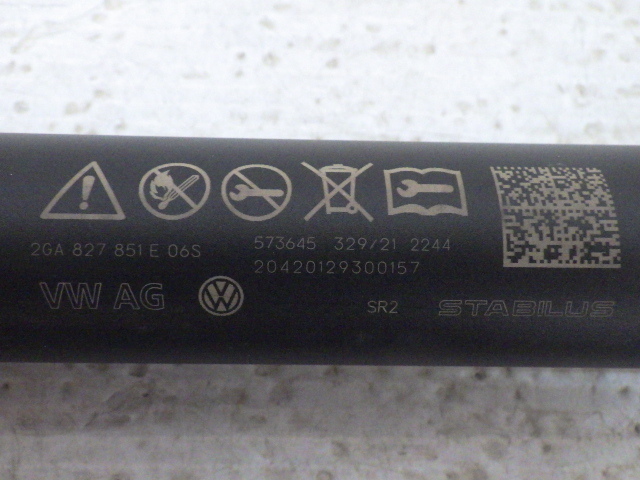 2GA 827 851 E 06S
573645 329/21 2244
20420129300157
VW AG
SR2
STABILUS